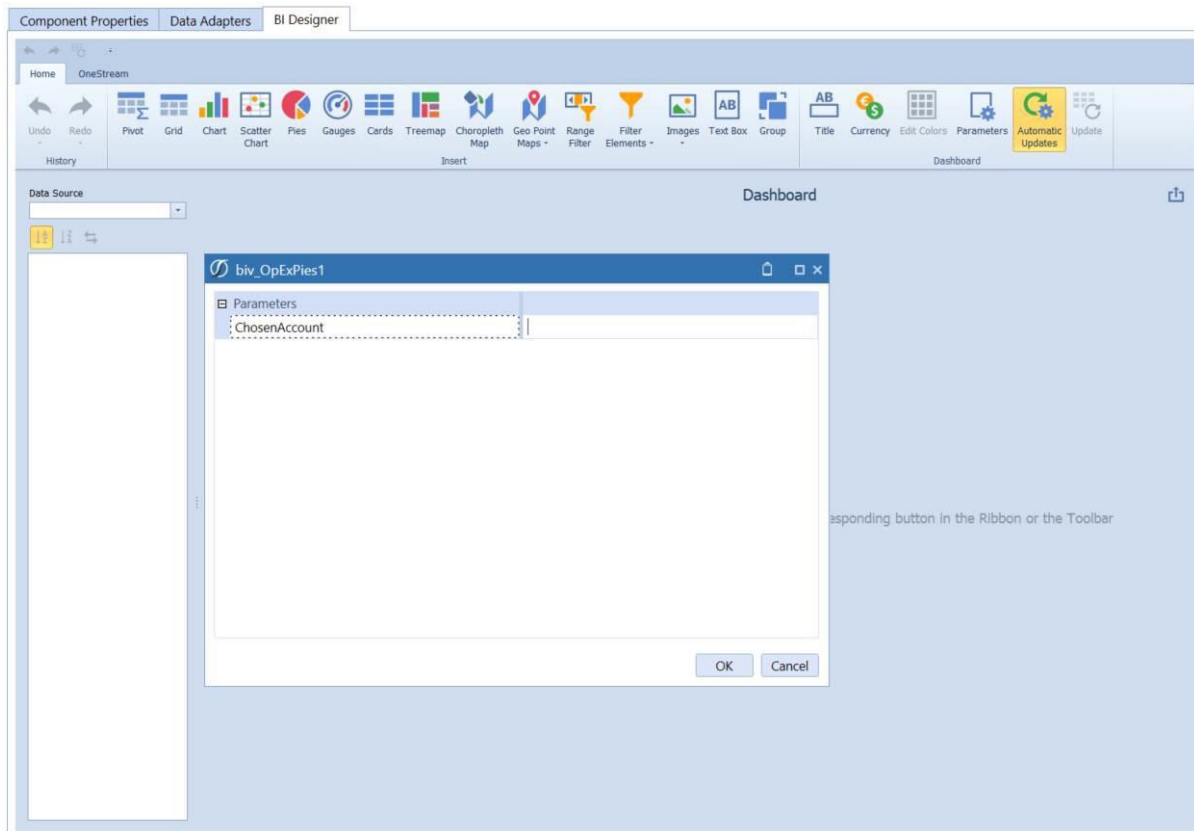 Component Properties Data Adapters BI Designer
Home OneStream
Undo Redo Pivot Grid Chart Scatter Chart Pies Gauges Cards Treemap Choropleth Map Geo Point Maps Range Filter Filter Elements Images AB Text Box Group AB Title Currency Edit Colors Parameters Automatic Updates Update
History Insert Dashboard
Data Source
Dashboard
biv_OpExPies1
Parameters
ChosenAccount
esponding button in the Ribbon or the Toolbar
OK Cancel